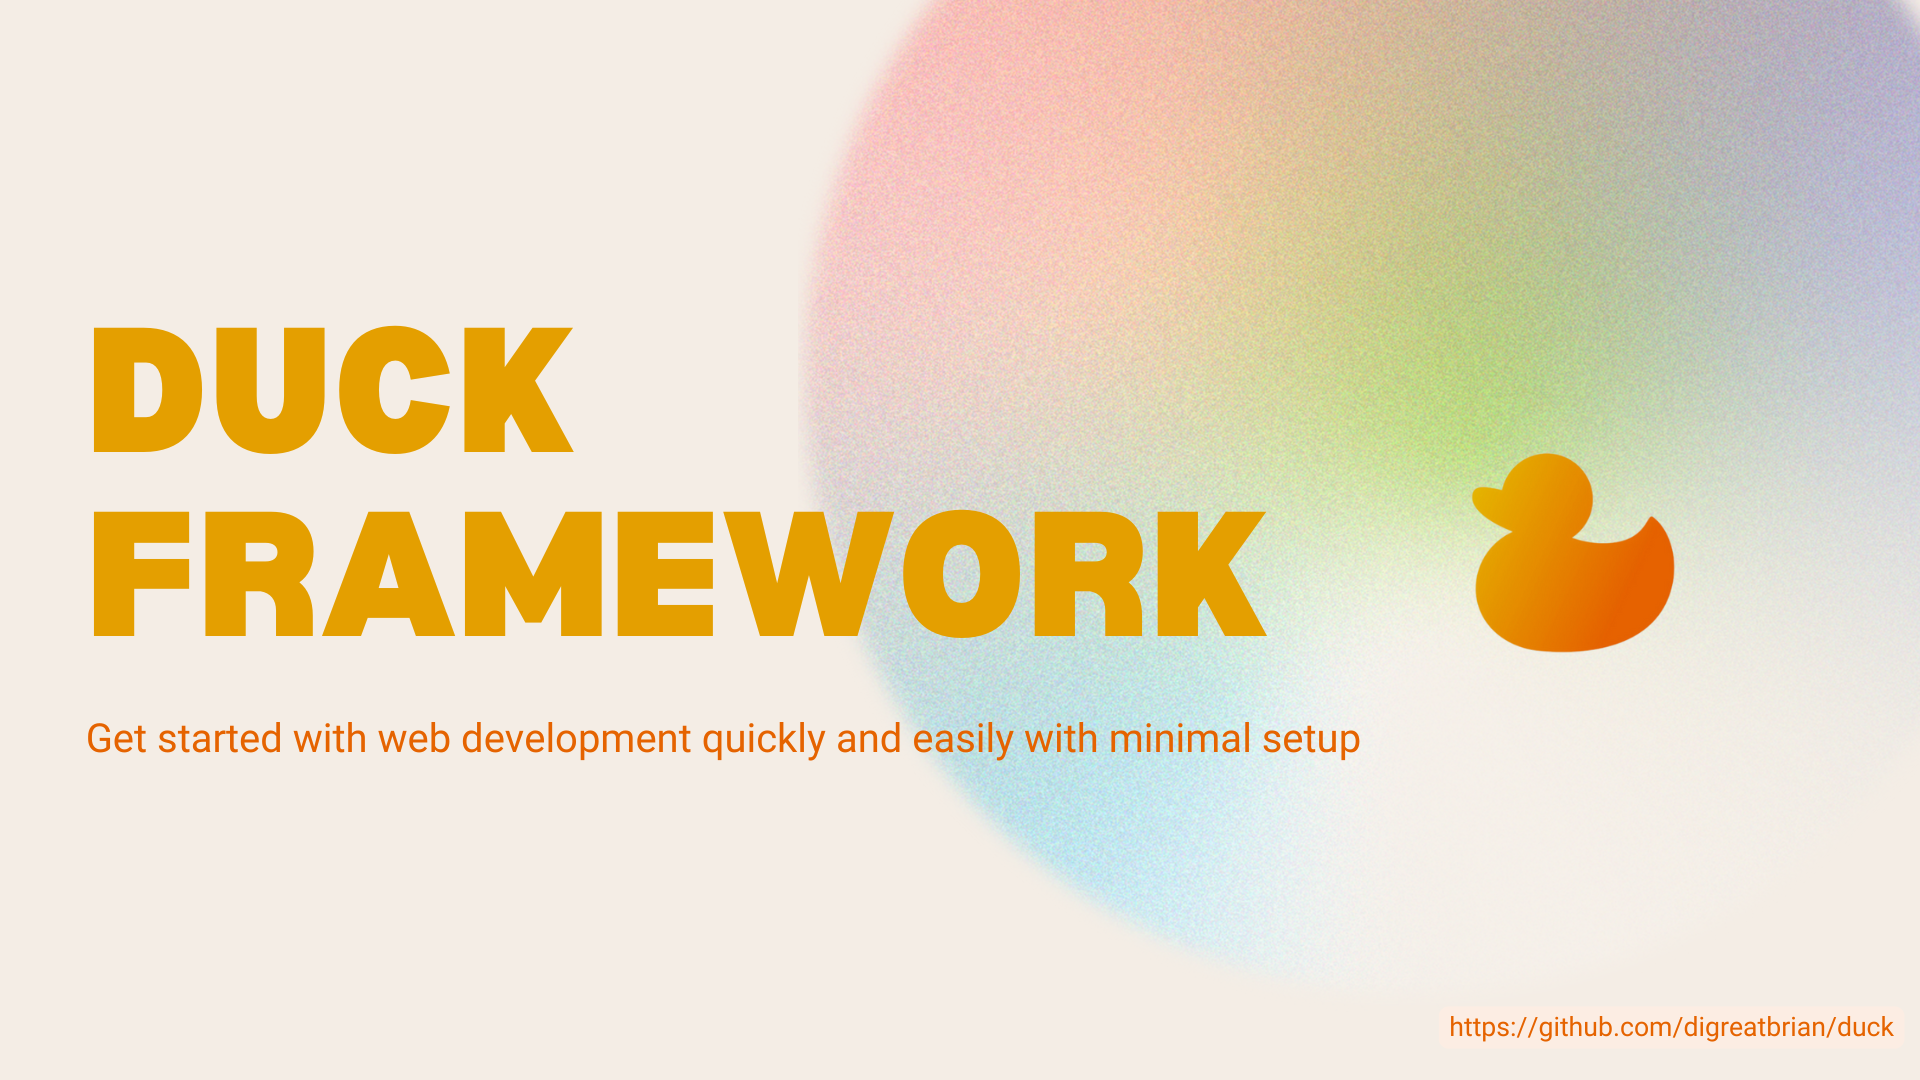 DUCK
FRAMEWORK
Get started with web development quickly and easily with minimal setup
https://github.com/digreatbrian/duck